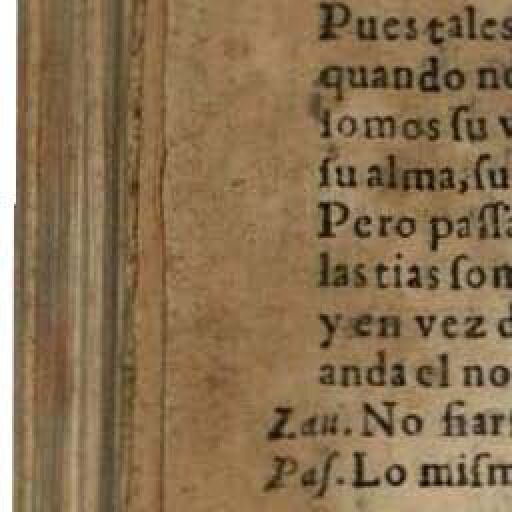 Pues tales
quando no
ſomos ſu v
ſu alma, ſu
Pero paſſa
las tias ſom
y en vez d
anda el no
Lau. No fiar
Paſ. Lo miſm